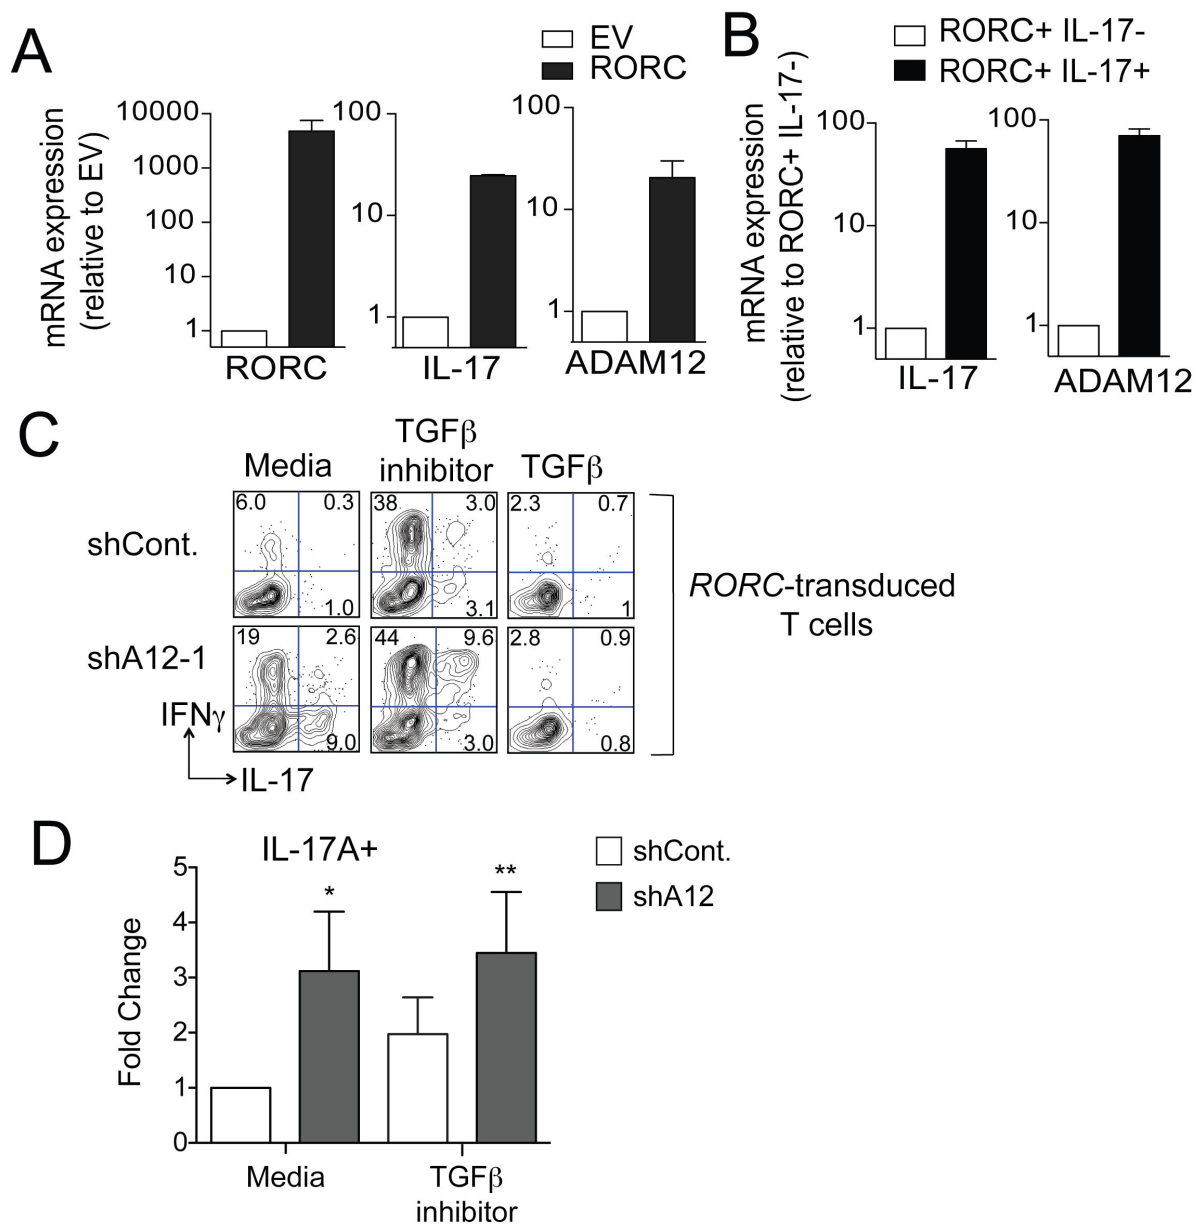 A
EV
RORC
mRNA expression
(relative to EV)
10000
1000
100
10
1
RORC
100
10
1
IL-17
100
10
1
ADAM12
B
RORC+ IL-17-
RORC+ IL-17+
mRNA expression
(relative to RORC+ IL-17-)
100
10
1
IL-17
100
10
1
ADAM12
C
Media
TGFβ
inhibitor
TGFβ
shCont.
6.0 0.3
1.0
38 3.0
3.1
2.3 0.7
1
shA12-1
19 2.6
9.0
44 9.6
3.0
2.8 0.9
0.8
IFNγ
IL-17
RORC-transduced
T cells
D
IL-17A+
shCont.
shA12
Fold Change
5
4
3
2
1
0
*
**
Media
TGFβ
inhibitor